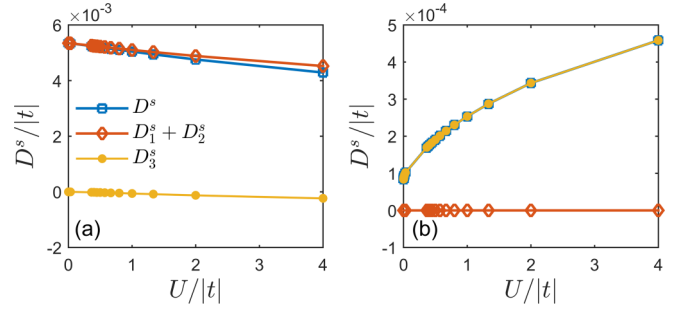 ×10⁻³
6
4
2
0
-2
Dˢ/|t|
Dˢ
D₁ˢ + D₂ˢ
D₃ˢ
(a)
0 1 2 3 4
U/|t|
×10⁻⁴
5
4
3
2
1
0
-1
Dˢ/|t|
(b)
0 1 2 3 4
U/|t|